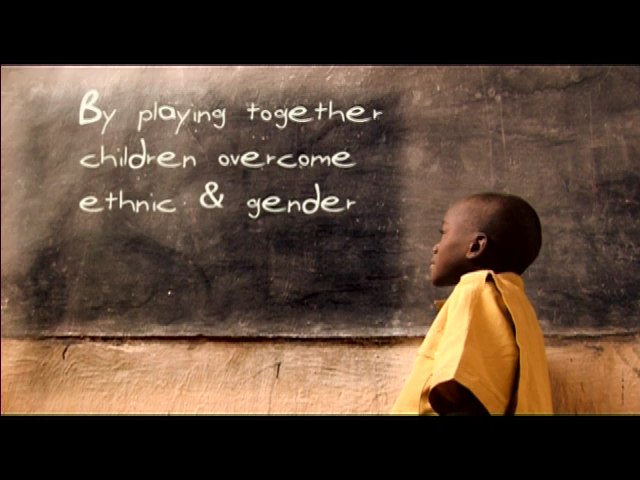 By playing together
children overcome
ethnic & gender